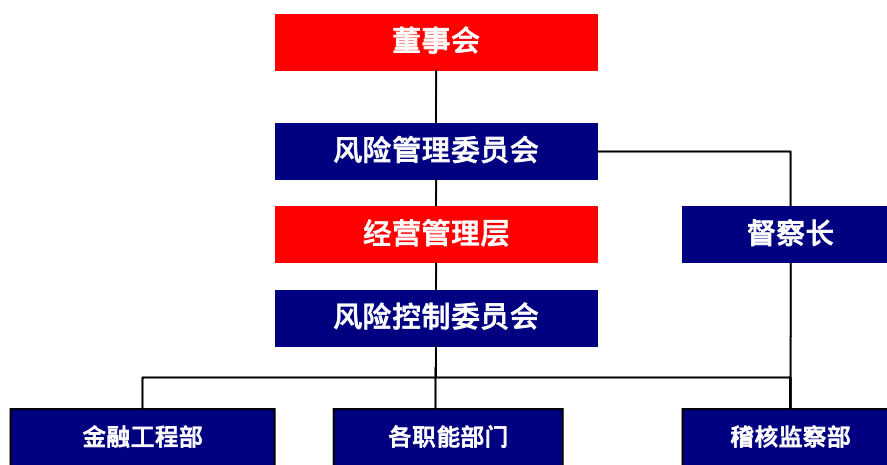 董事会
风险管理委员会
经营管理层
督察长
风险控制委员会
金融工程部
各职能部门
稽核监察部